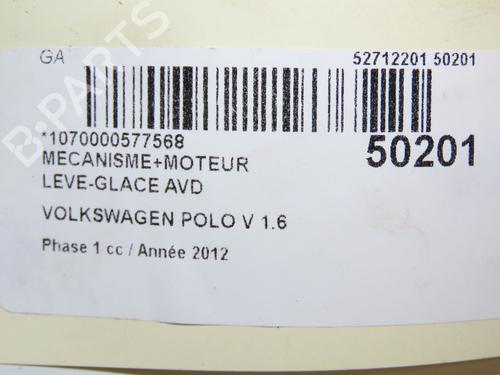 GA
52712201 50201
*1070000577568
50201
MECANISME+MOTEUR
LEVE-GLACE AVD
VOLKSWAGEN POLO V 1.6
Phase 1 cc / Année 2012
B-PARTS